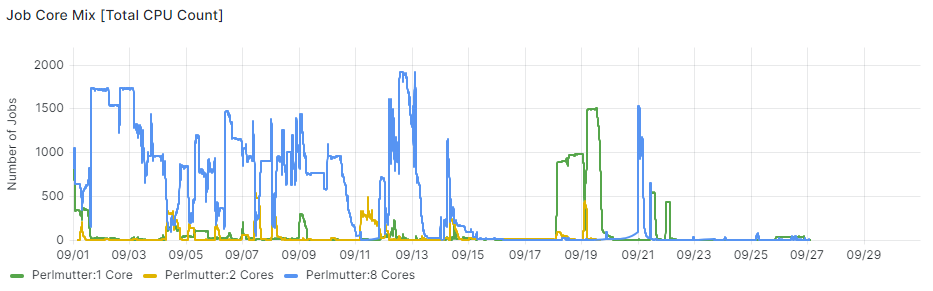 Job Core Mix [Total CPU Count]
Number of Jobs
2000
1500
1000
500
0
09/01 09/03 09/05 09/07 09/09 09/11 09/13 09/15 09/17 09/19 09/21 09/23 09/25 09/27 09/29
Perlmutter:1 Core Perlmutter:2 Cores Perlmutter:8 Cores